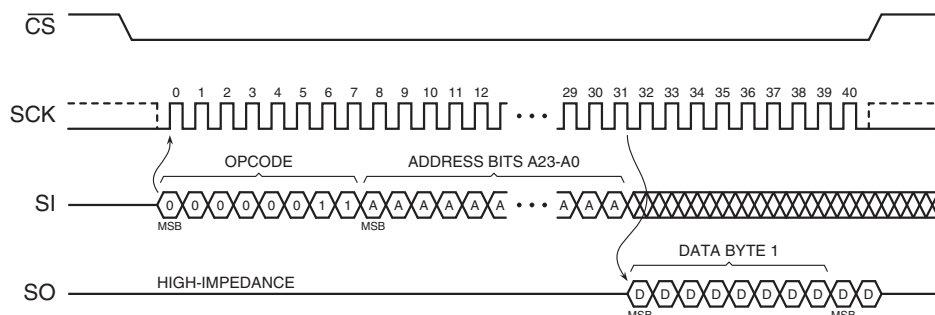 CS
0 1 2 3 4 5 6 7 8 9 10 11 12 29 30 31 32 33 34 35 36 37 38 39 40
SCK
OPCODE ADDRESS BITS A23-A0
SI 0 0 0 0 0 0 1 1 A A A A A A A A A
MSB MSB
DATA BYTE 1
HIGH-IMPEDANCE
SO D D D D D D D D D D
MSB MSB